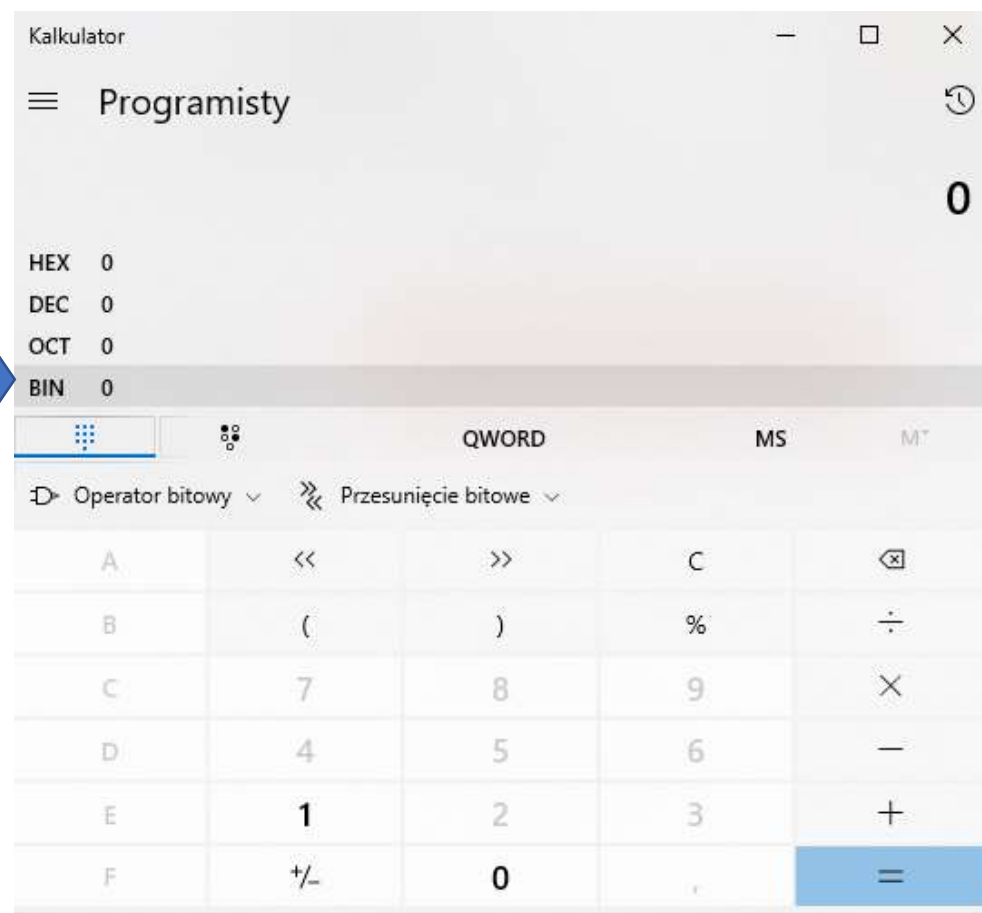 Kalkulator
Programisty
0
HEX 0
DEC 0
OCT 0
BIN 0
QWORD MS M˅
Operator bitowy Przesunięcie bitowe
A << >> C
B ( ) % ÷
C 7 8 9 ×
D 4 5 6 −
E 1 2 3 +
F +/− 0 , =